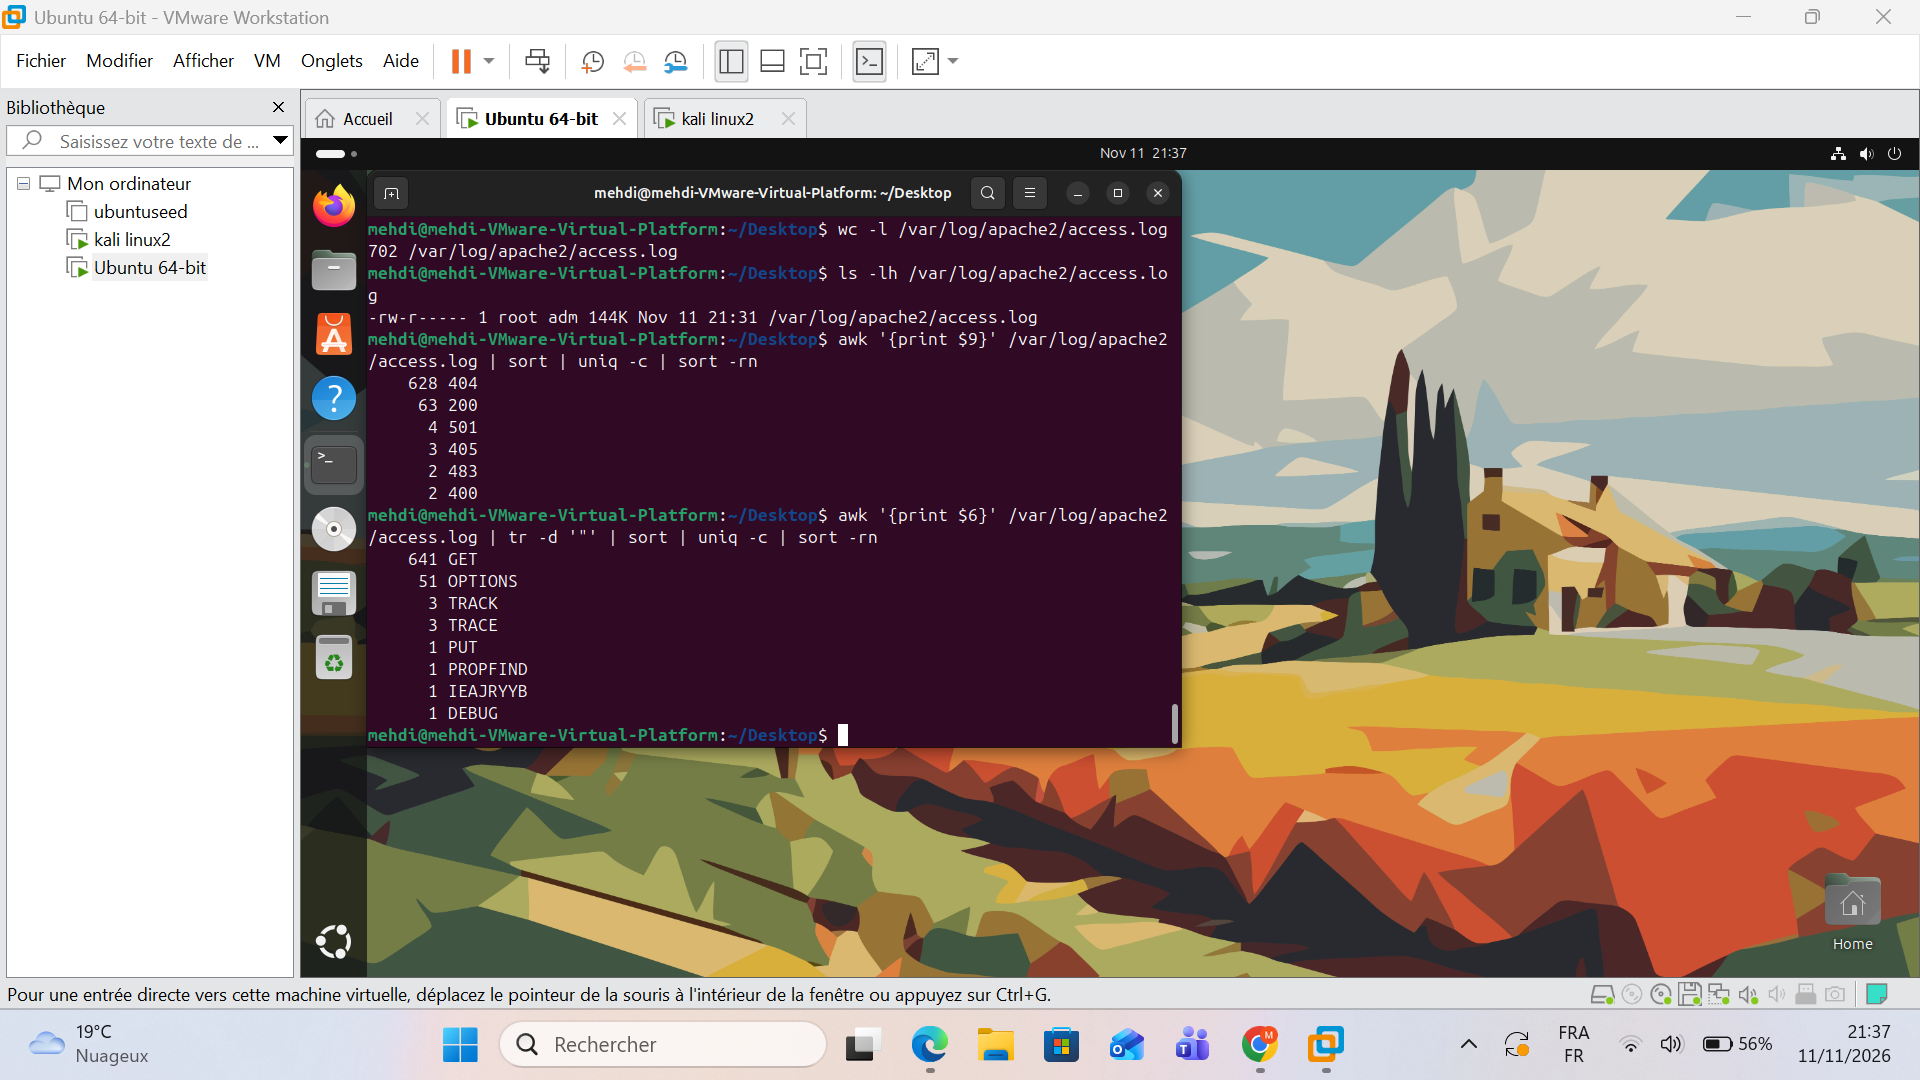 Ubuntu 64-bit - VMware Workstation
Fichier Modifier Afficher VM Onglets Aide
Bibliothèque
Saisissez votre texte de ...
Mon ordinateur
ubuntuseed
kali linux2
Ubuntu 64-bit
Accueil
Ubuntu 64-bit
kali linux2
Nov 11 21:37
mehdi@mehdi-VMware-Virtual-Platform: ~/Desktop
mehdi@mehdi-VMware-Virtual-Platform:~/Desktop$ wc -l /var/log/apache2/access.log
702 /var/log/apache2/access.log
mehdi@mehdi-VMware-Virtual-Platform:~/Desktop$ ls -lh /var/log/apache2/access.lo
g
-rw-r----- 1 root adm 144K Nov 11 21:31 /var/log/apache2/access.log
mehdi@mehdi-VMware-Virtual-Platform:~/Desktop$ awk '{print $9}' /var/log/apache2
/access.log | sort | uniq -c | sort -rn
628 404
63 200
4 501
3 405
2 483
2 400
mehdi@mehdi-VMware-Virtual-Platform:~/Desktop$ awk '{print $6}' /var/log/apache2
/access.log | tr -d '"' | sort | uniq -c | sort -rn
641 GET
51 OPTIONS
3 TRACK
3 TRACE
1 PUT
1 PROPFIND
1 IEAJRYYB
1 DEBUG
mehdi@mehdi-VMware-Virtual-Platform:~/Desktop$
Home
Pour une entrée directe vers cette machine virtuelle, déplacez le pointeur de la souris à l'intérieur de la fenêtre ou appuyez sur Ctrl+G.
19°C
Nuageux
Rechercher
M
FRA
FR
56%
21:37
11/11/2026